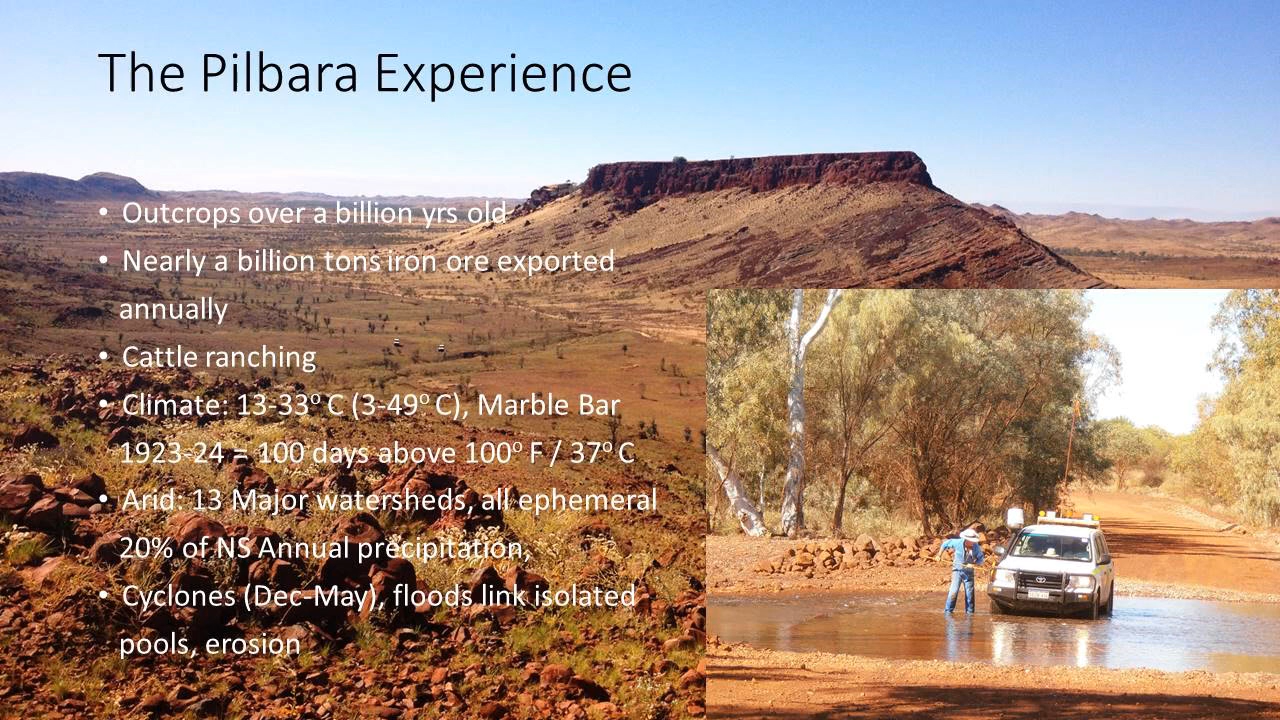 The Pilbara Experience
• Outcrops over a billion yrs old
• Nearly a billion tons iron ore exported
annually
• Cattle ranching
• Climate: 13-33º C (3-49º C), Marble Bar
1923-24 = 100 days above 100º F / 37º C
• Arid: 13 Major watersheds, all ephemeral
20% of NS Annual precipitation,
• Cyclones (Dec-May), floods link isolated
pools, erosion